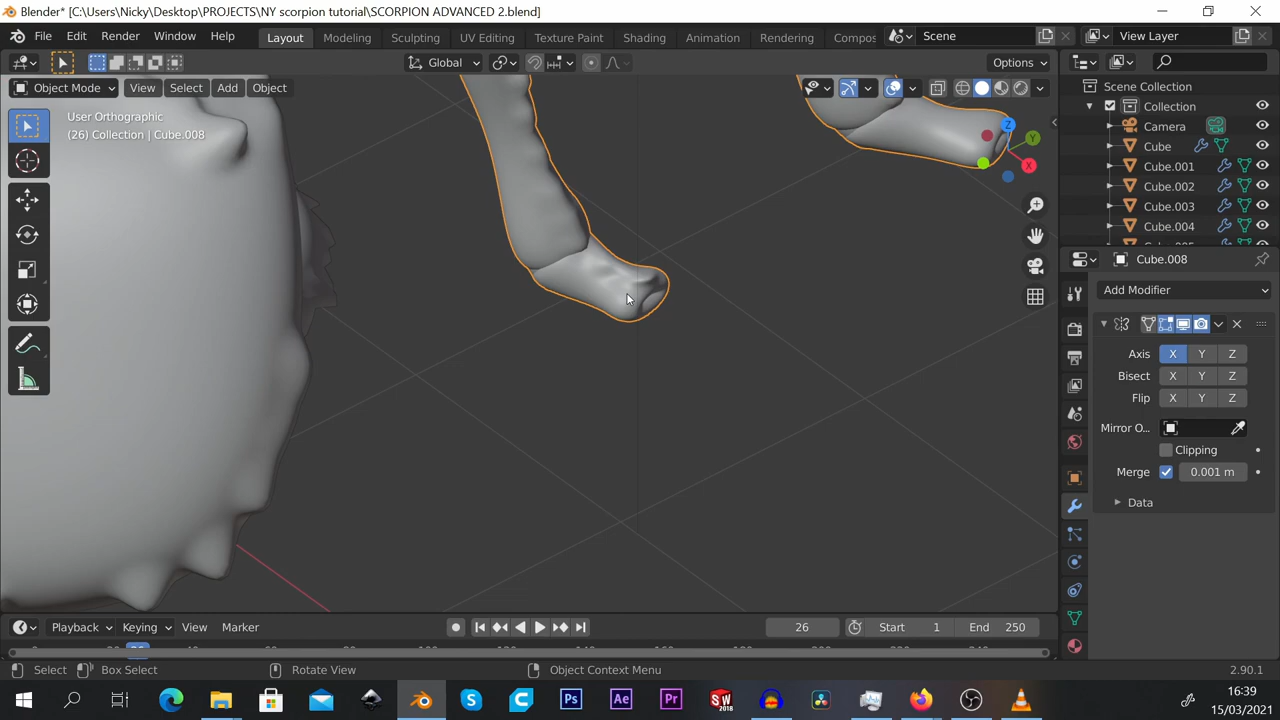 Blender* [C:\Users\Nicky\Desktop\PROJECTS\NY scorpion tutorial\SCORPION ADVANCED 2.blend]
File Edit Render Window Help Layout Modeling Sculpting UV Editing Texture Paint Shading Animation Rendering Compos Scene View Layer
Global Options
Object Mode View Select Add Object
User Orthographic
(26) Collection | Cube.008
Z
Y
X
Scene Collection
Collection
Camera
Cube
Cube.001
Cube.002
Cube.003
Cube.004
Cube.008
Add Modifier
Axis X Y Z
Bisect X Y Z
Flip X Y Z
Mirror O...
Clipping
Merge 0.001 m
Data
Playback Keying View Marker 26 Start 1 End 250
Select Box Select Rotate View Object Context Menu 2.90.1
Ps Ae Pr SW 2018
16:39
15/03/2021